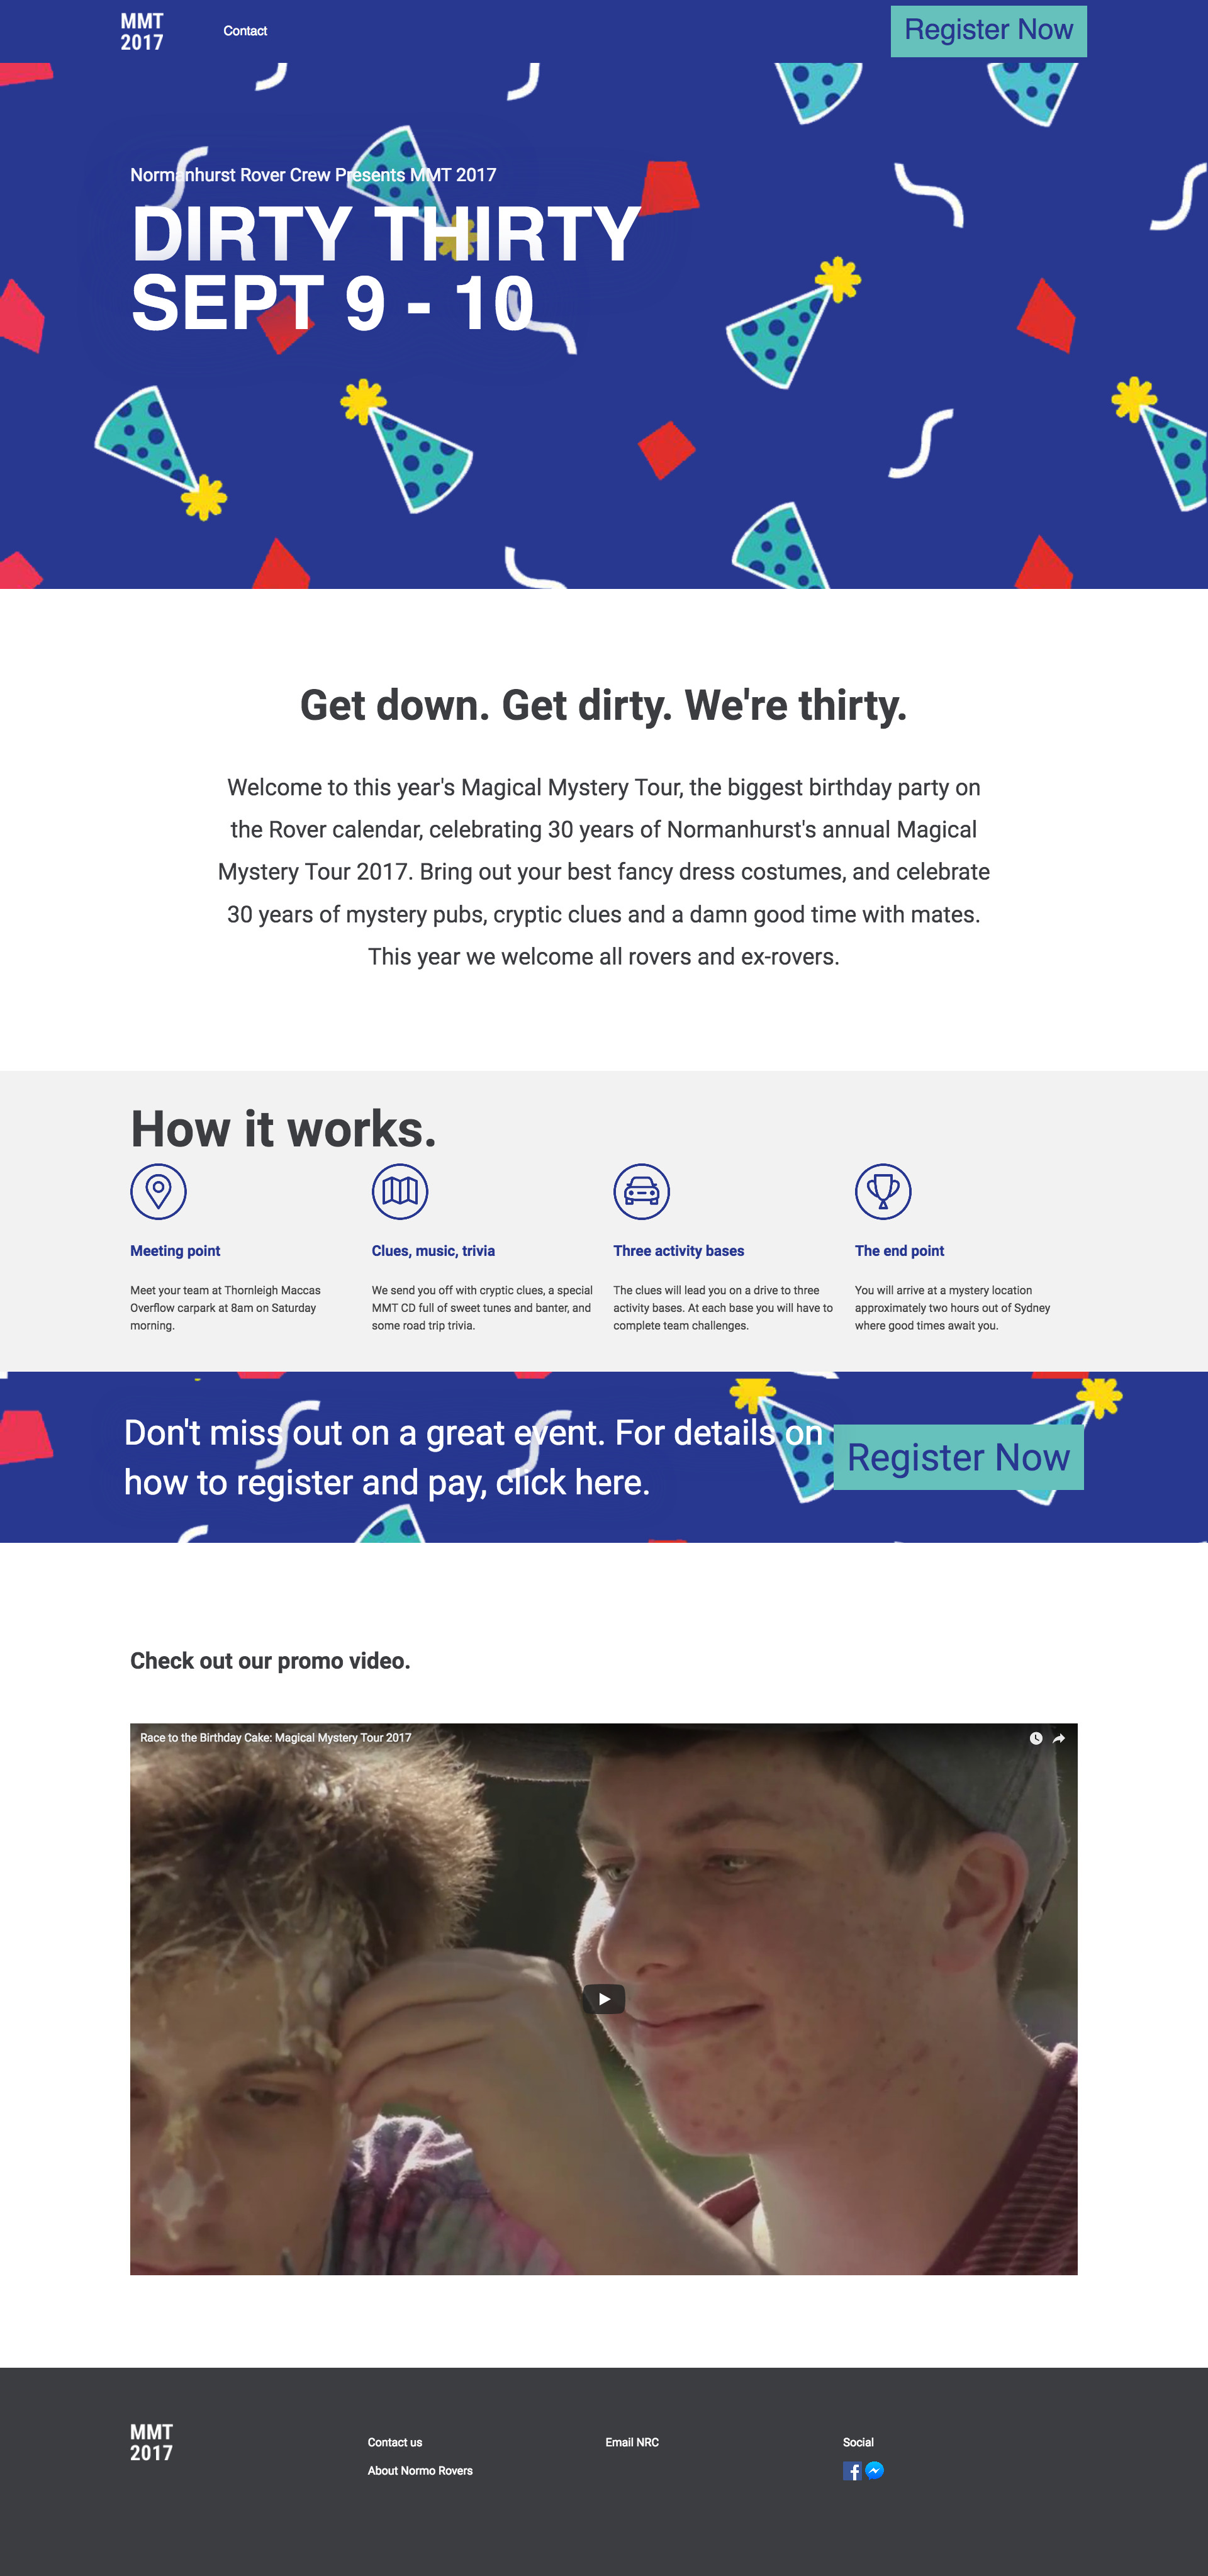 MMT
2017
Contact
Register Now
Normanhurst Rover Crew Presents MMT 2017
DIRTY THIRTY
SEPT 9 - 10
Get down. Get dirty. We're thirty.
Welcome to this year's Magical Mystery Tour, the biggest birthday party on
the Rover calendar, celebrating 30 years of Normanhurst's annual Magical
Mystery Tour 2017. Bring out your best fancy dress costumes, and celebrate
30 years of mystery pubs, cryptic clues and a damn good time with mates.
This year we welcome all rovers and ex-rovers.
How it works.
Meeting point
Meet your team at Thornleigh Maccas
Overflow carpark at 8am on Saturday
morning.
Clues, music, trivia
We send you off with cryptic clues, a special
MMT CD full of sweet tunes and banter, and
some road trip trivia.
Three activity bases
The clues will lead you on a drive to three
activity bases. At each base you will have to
complete team challenges.
The end point
You will arrive at a mystery location
approximately two hours out of Sydney
where good times await you.
Don't miss out on a great event. For details on
how to register and pay, click here.
Register Now
Check out our promo video.
Race to the Birthday Cake: Magical Mystery Tour 2017
MMT
2017
Contact us
About Normo Rovers
Email NRC
Social